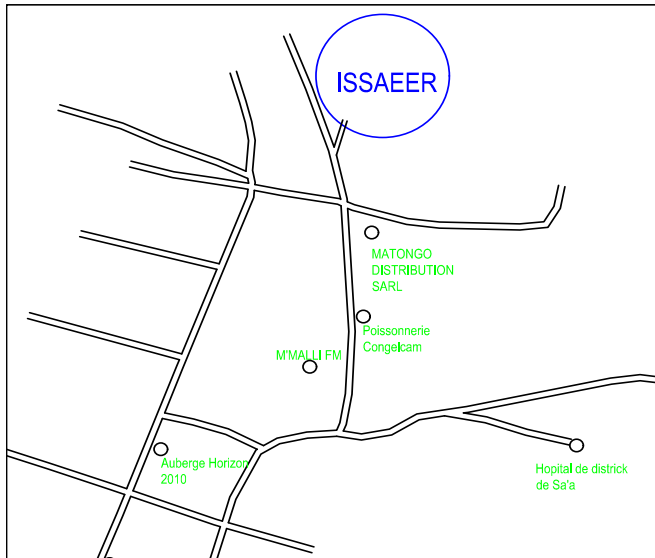 ISSAEER
MATONGO
DISTRIBUTION
SARL
Poissonnerie
Congelcam
M'MALLI FM
Auberge Horizon
2010
Hopital de districk
de Sa'a